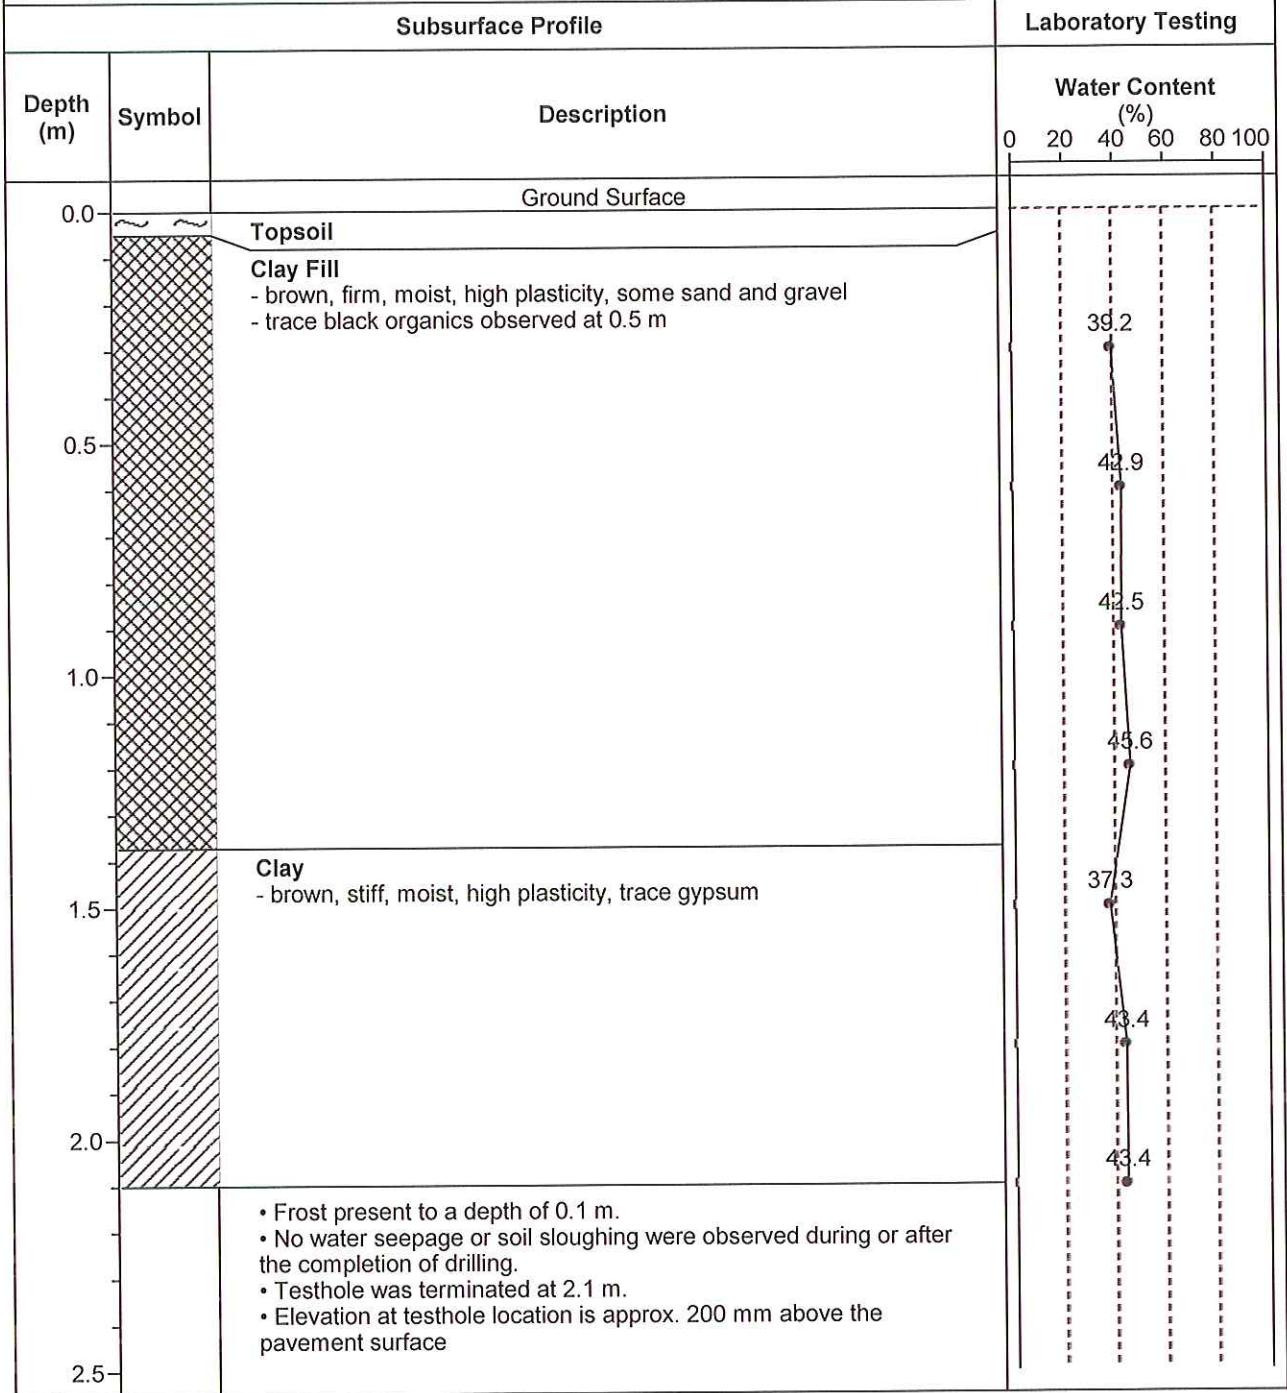 Subsurface Profile
Laboratory Testing
Depth
(m)
Symbol
Description
Water Content
(%)
0 20 40 60 80 100
Ground Surface
0.0
Topsoil
Clay Fill
- brown, firm, moist, high plasticity, some sand and gravel
- trace black organics observed at 0.5 m
39.2
0.5
42.9
42.5
1.0
45.6
Clay
- brown, stiff, moist, high plasticity, trace gypsum
37.3
1.5
43.4
2.0
43.4
• Frost present to a depth of 0.1 m.
• No water seepage or soil sloughing were observed during or after
the completion of drilling.
• Testhole was terminated at 2.1 m.
• Elevation at testhole location is approx. 200 mm above the
pavement surface
2.5